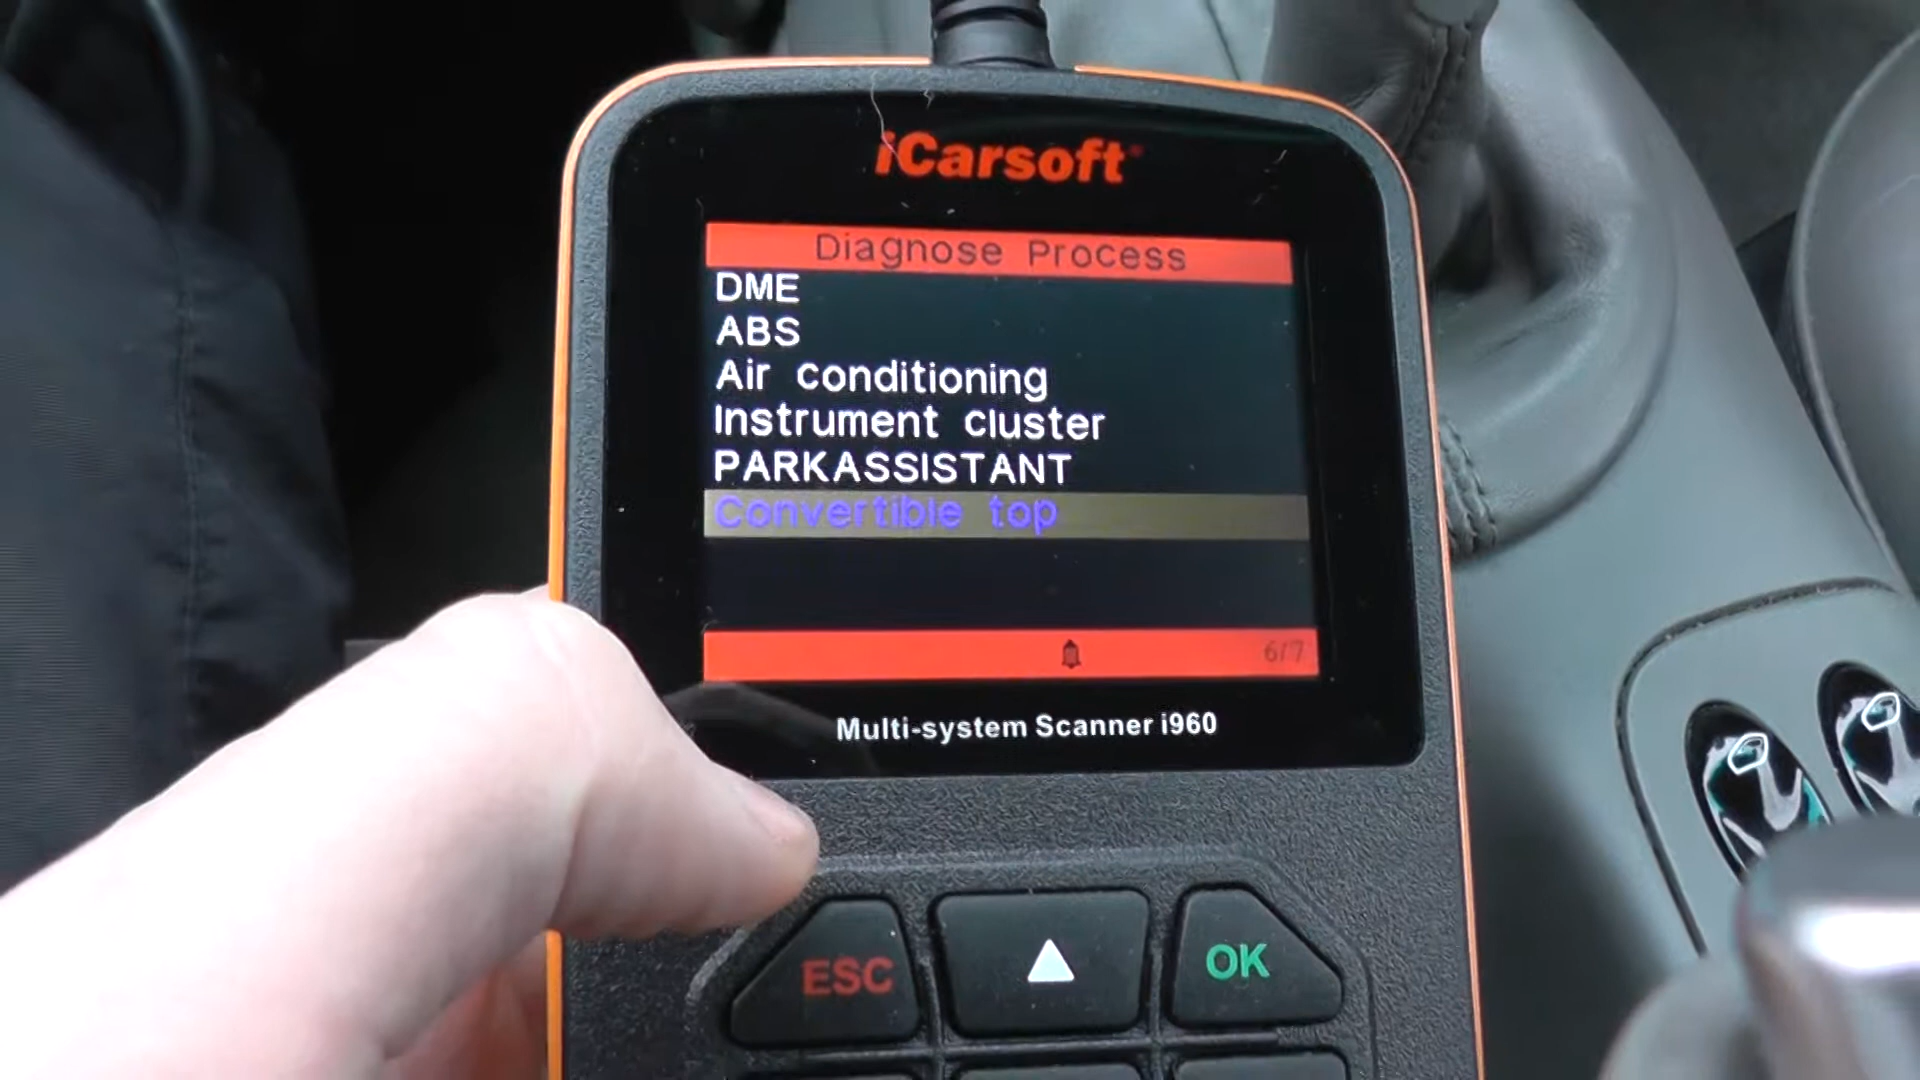 iCarsoft
Diagnose Process
DME
ABS
Air conditioning
Instrument cluster
PARKASSISTANT
Convertible top
6/7
Multi-system Scanner i960
ESC
OK